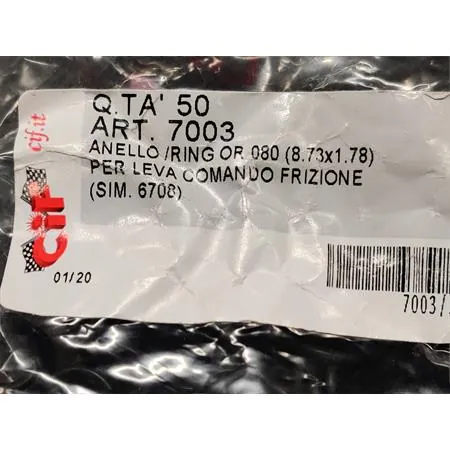 Q.TA' 50
ART. 7003
ANELLO /RING OR 080 (8.73x1.78)
PER LEVA COMANDO FRIZIONE
(SIM. 6708)
cif.it
CIF
01/20
7003/